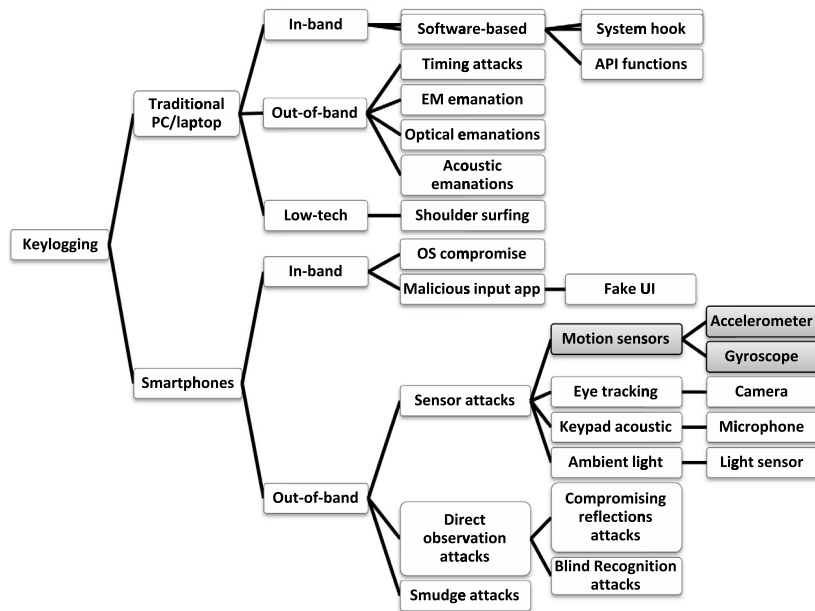 In-band
Software-based
System hook
Timing attacks
API functions
Traditional
PC/laptop
EM emanation
Out-of-band
Optical emanations
Acoustic
emanations
Low-tech
Shoulder surfing
Keylogging
OS compromise
In-band
Malicious input app
Fake UI
Accelerometer
Motion sensors
Gyroscope
Smartphones
Sensor attacks
Eye tracking
Camera
Keypad acoustic
Microphone
Ambient light
Light sensor
Out-of-band
Compromising
reflections
attacks
Direct
observation
attacks
Blind Recognition
attacks
Smudge attacks